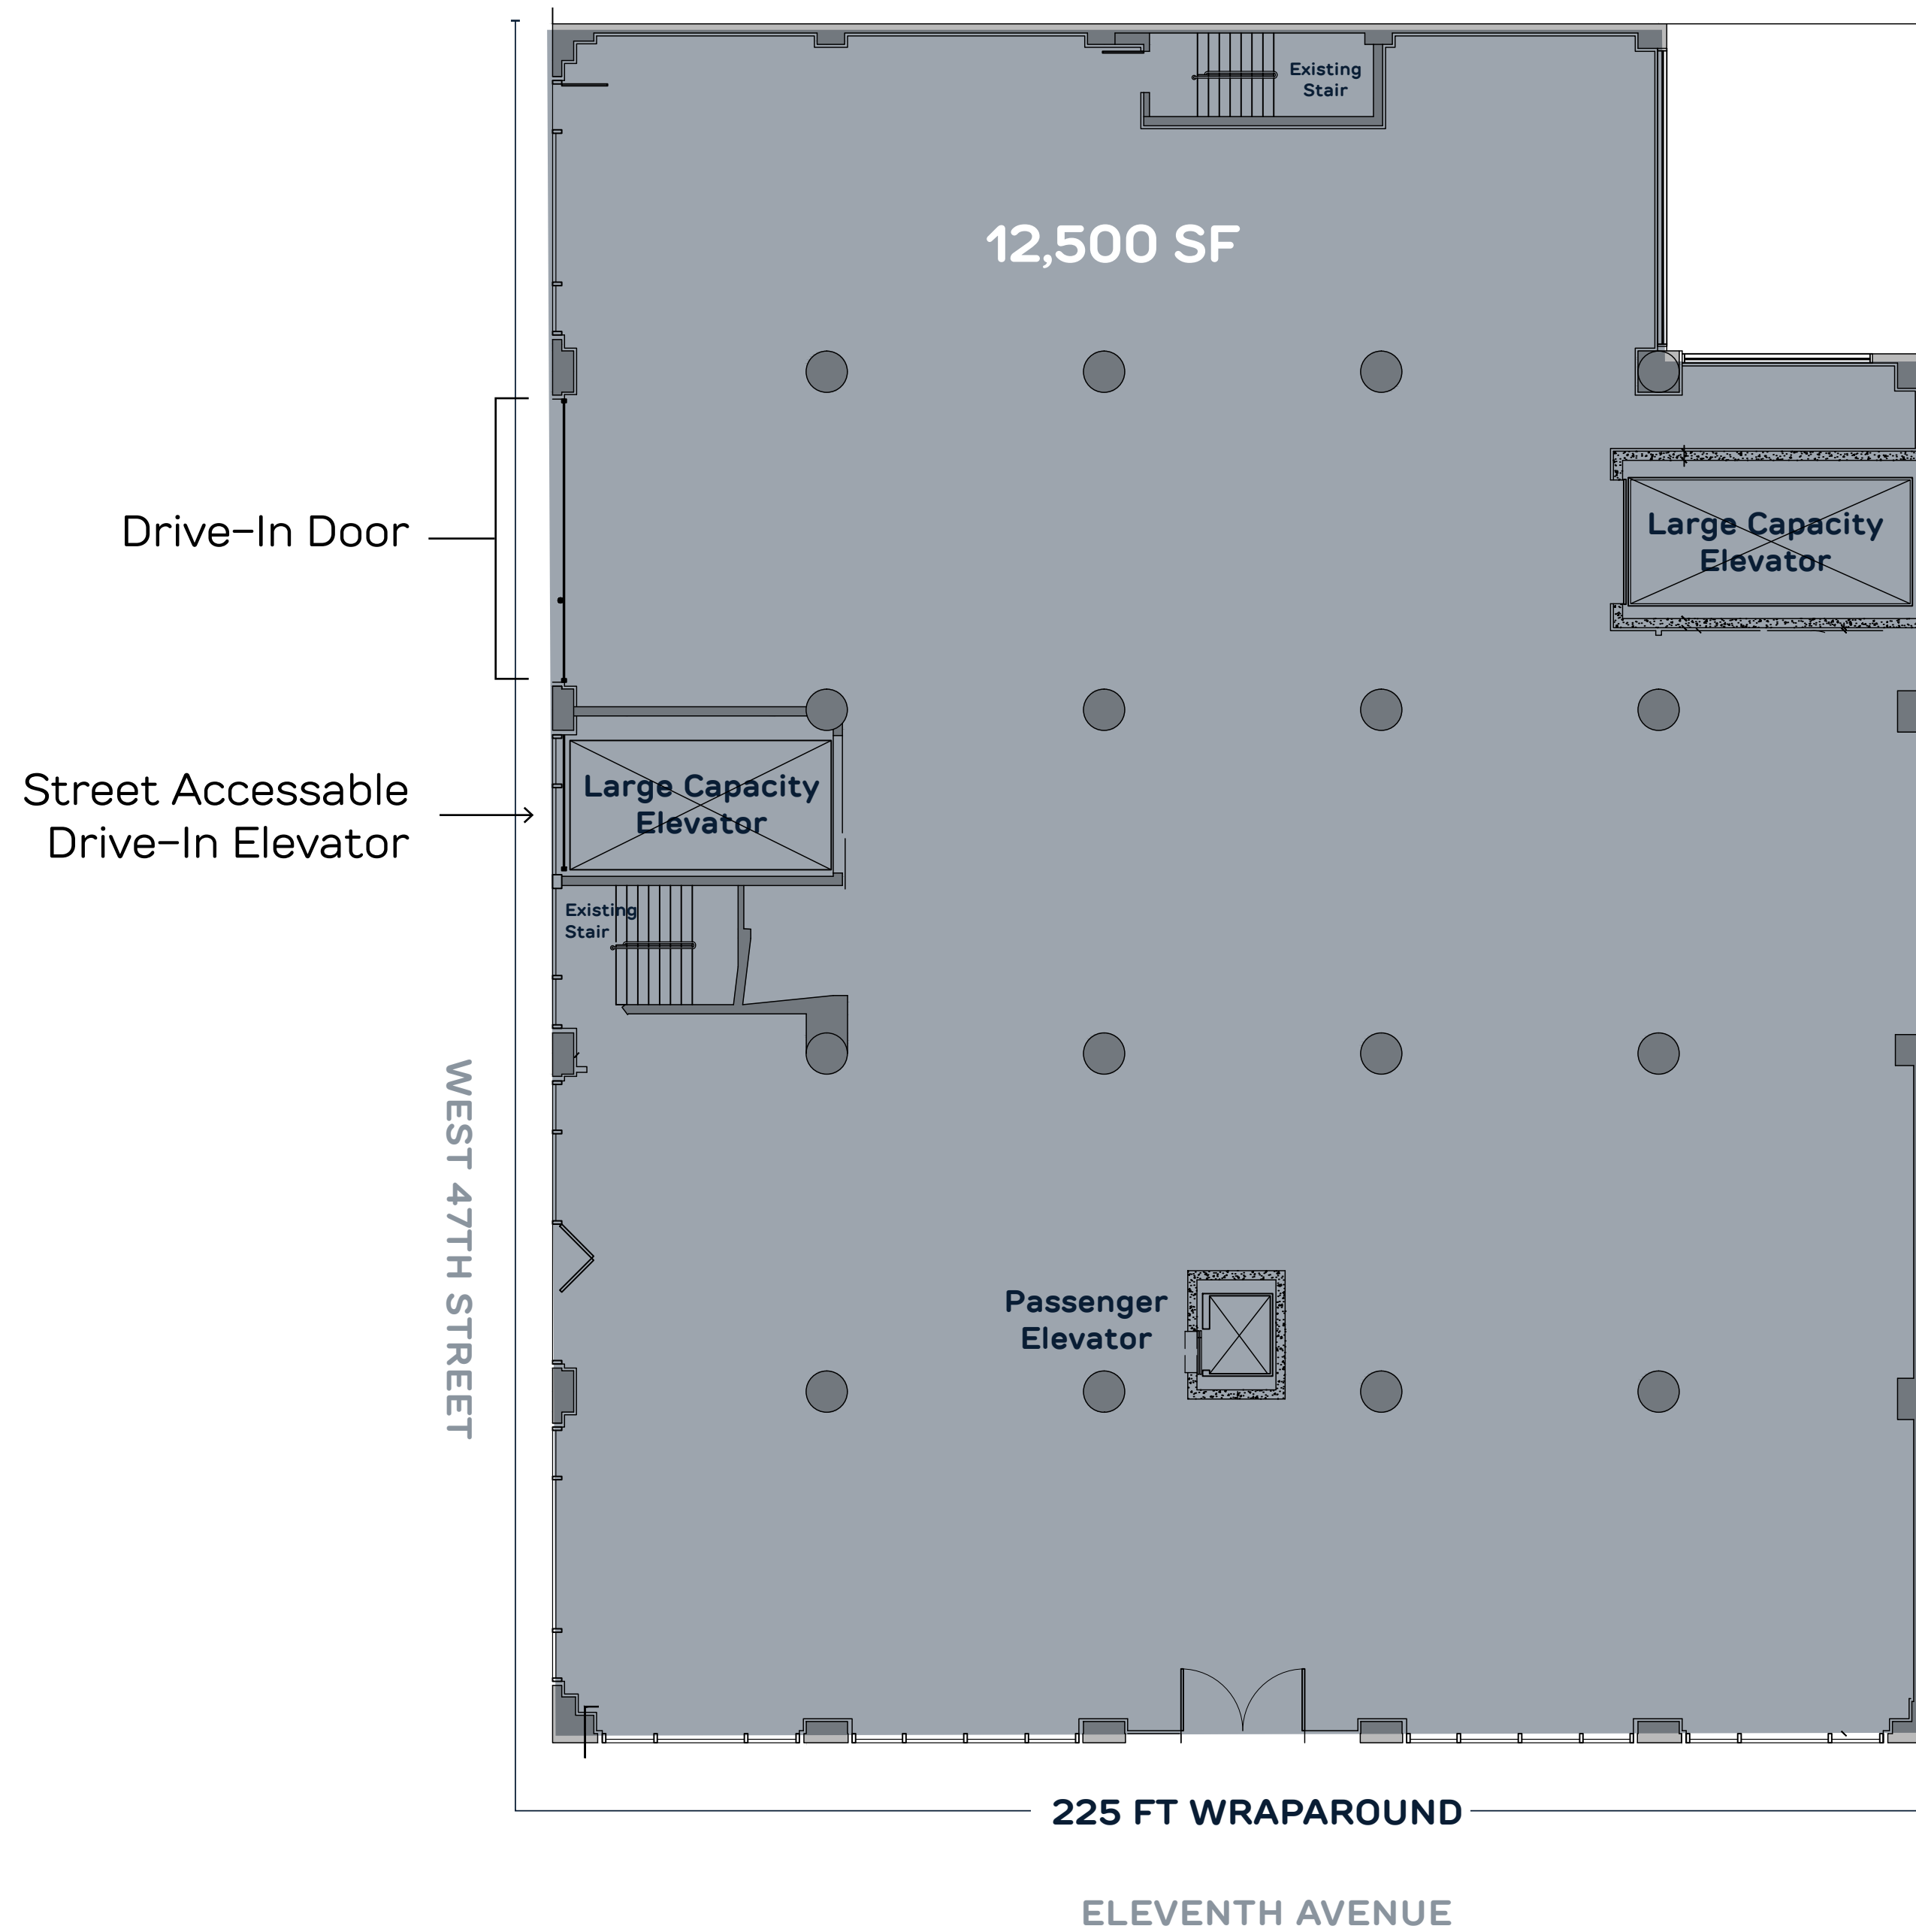 Existing
Stair
12,500 SF
Drive-In Door
Large Capacity
Elevator
Street Accessable
Drive-In Elevator
Large Capacity
Elevator
Existing
Stair
WEST 47TH STREET
Passenger
Elevator
225 FT WRAPAROUND
ELEVENTH AVENUE